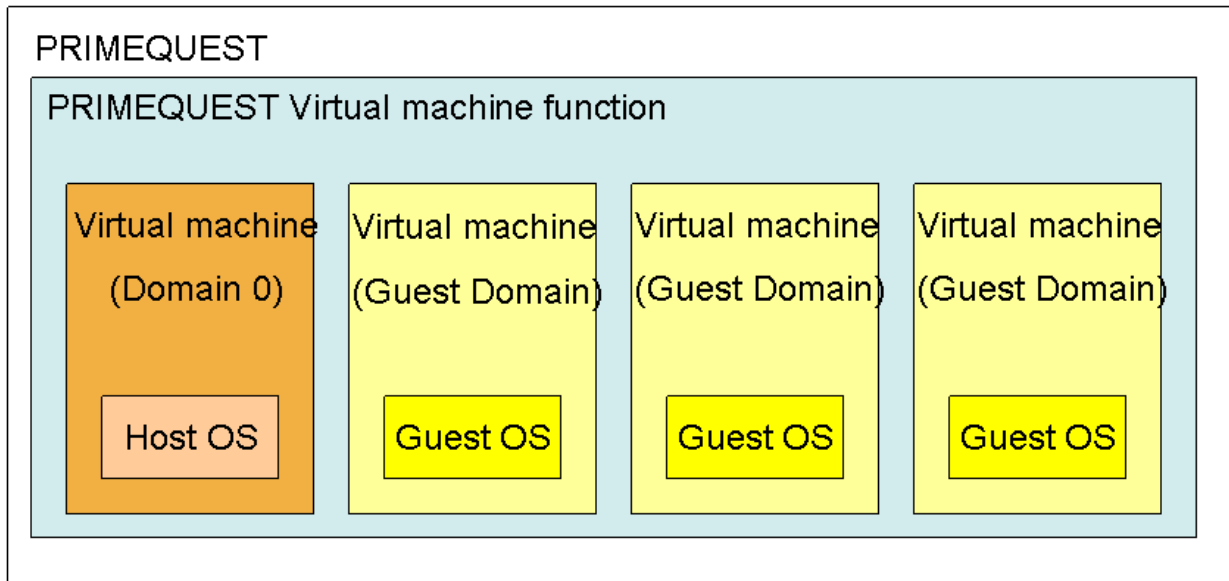 PRIMEQUEST
PRIMEQUEST Virtual machine function
Virtual machine
(Domain 0)
Host OS
Virtual machine
(Guest Domain)
Guest OS
Virtual machine
(Guest Domain)
Guest OS
Virtual machine
(Guest Domain)
Guest OS